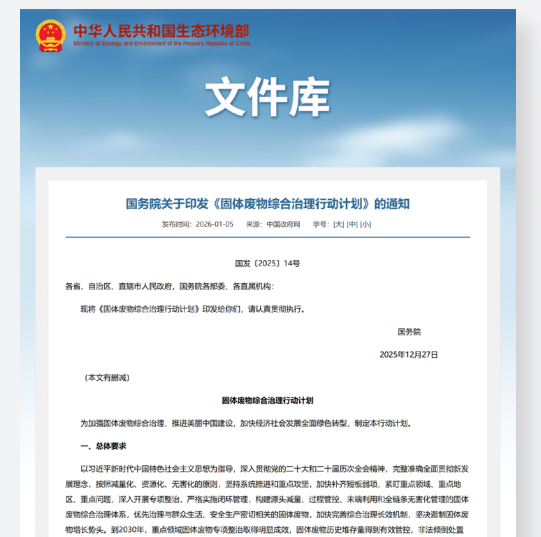 中华人民共和国生态环境部
Ministry of Ecology and Environment of the People's Republic of China
文件库
国务院关于印发《固体废物综合治理行动计划》的通知
发布时间：2026-01-05 来源：中国政府网 字号：[大] [中] [小]
国发〔2025〕14号
各省、自治区、直辖市人民政府，国务院各部委、各直属机构：
现将《固体废物综合治理行动计划》印发给你们，请认真贯彻执行。
国务院
2025年12月27日
（本文有删减）
固体废物综合治理行动计划
为加强固体废物综合治理，推进美丽中国建设，加快经济社会发展全面绿色转型，制定本行动计划。
一、总体要求
以习近平新时代中国特色社会主义思想为指导，深入贯彻党的二十大和二十届历次全会精神，完整准确全面贯彻新发
展理念，按照减量化、资源化、无害化的原则，坚持系统推进和重点攻坚，加快补齐短板弱项，紧盯重点领域、重点地
区、重点问题，深入开展专项整治，严格实施闭环管理，构建源头减量、过程管控、末端利用和全链条无害化管理的固体
废物综合治理体系，优先治理与群众生活、安全生产密切相关的固体废物，加快完善综合治理长效机制，坚决遏制固体废
物增长势头。到2030年，重点领域固体废物专项整治取得明显成效，固体废物历史堆存量得到有效管控，非法倾倒处置